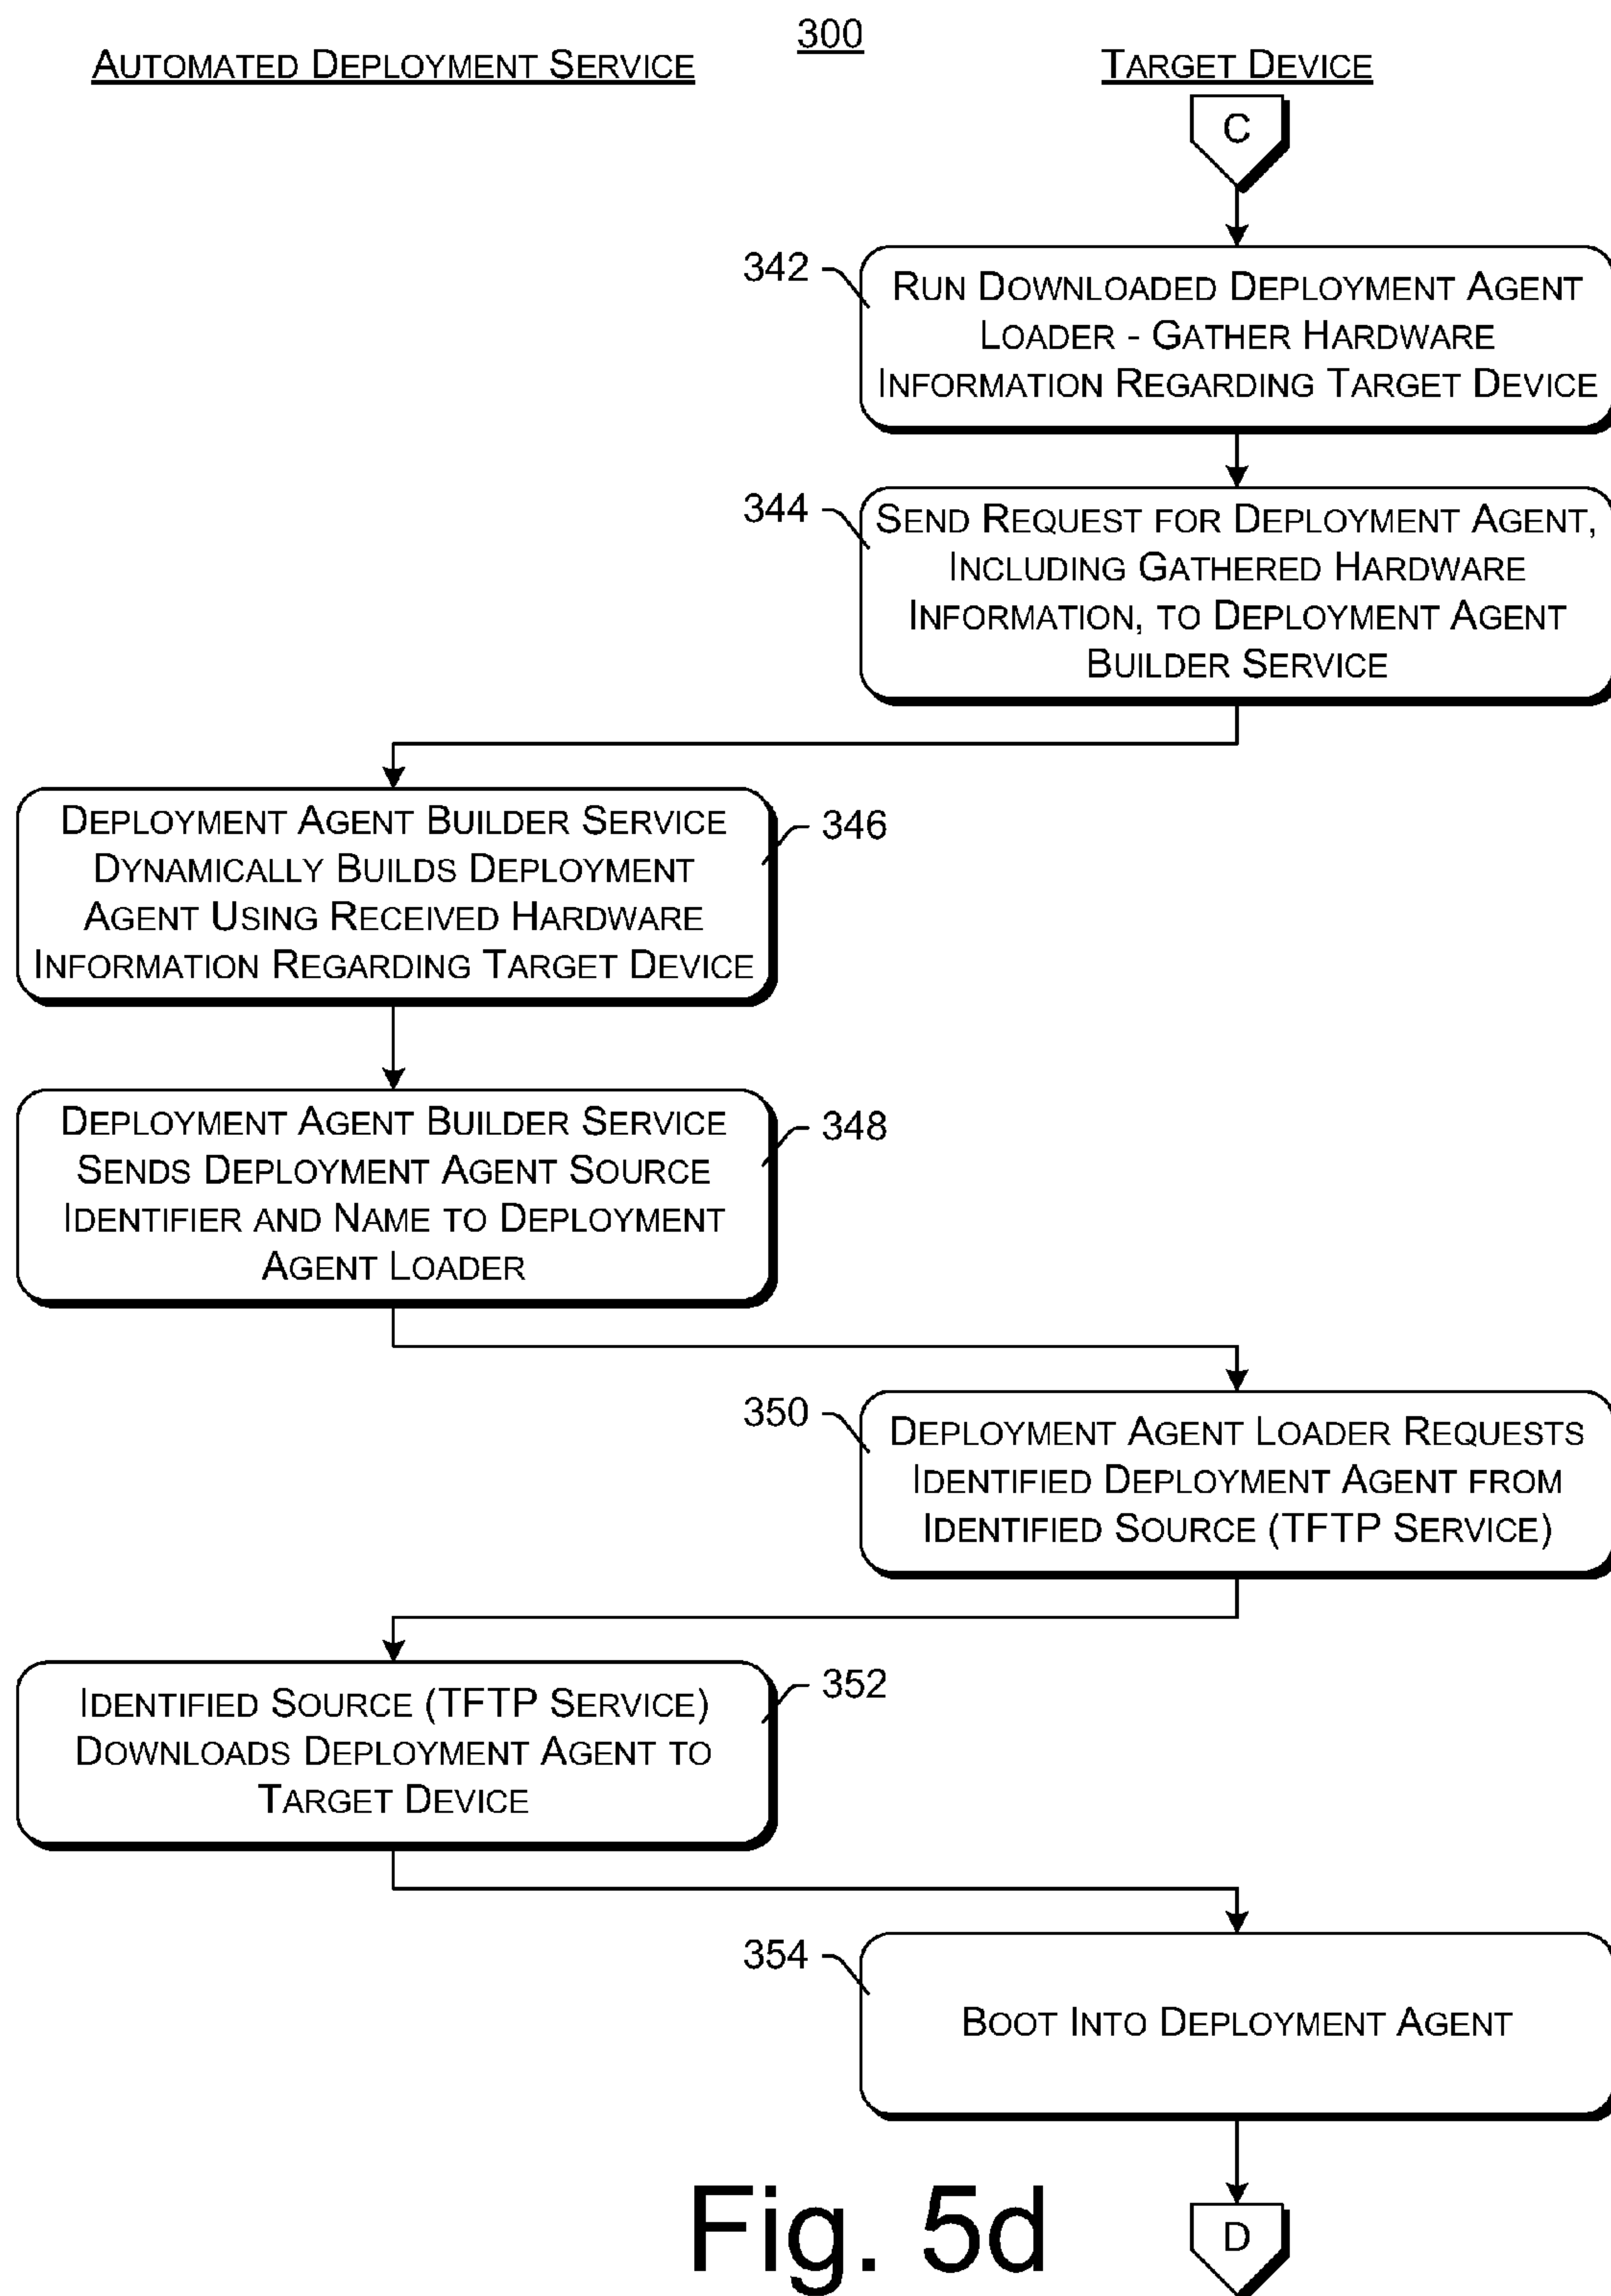 300
AUTOMATED DEPLOYMENT SERVICE
TARGET DEVICE
C
342
RUN DOWNLOADED DEPLOYMENT AGENT
LOADER - GATHER HARDWARE
INFORMATION REGARDING TARGET DEVICE
344
SEND REQUEST FOR DEPLOYMENT AGENT,
INCLUDING GATHERED HARDWARE
INFORMATION, TO DEPLOYMENT AGENT
BUILDER SERVICE
DEPLOYMENT AGENT BUILDER SERVICE
DYNAMICALLY BUILDS DEPLOYMENT
AGENT USING RECEIVED HARDWARE
INFORMATION REGARDING TARGET DEVICE
346
DEPLOYMENT AGENT BUILDER SERVICE
SENDS DEPLOYMENT AGENT SOURCE
IDENTIFIER AND NAME TO DEPLOYMENT
AGENT LOADER
348
350
DEPLOYMENT AGENT LOADER REQUESTS
IDENTIFIED DEPLOYMENT AGENT FROM
IDENTIFIED SOURCE (TFTP SERVICE)
IDENTIFIED SOURCE (TFTP SERVICE)
DOWNLOADS DEPLOYMENT AGENT TO
TARGET DEVICE
352
354
BOOT INTO DEPLOYMENT AGENT
D
Fig. 5d